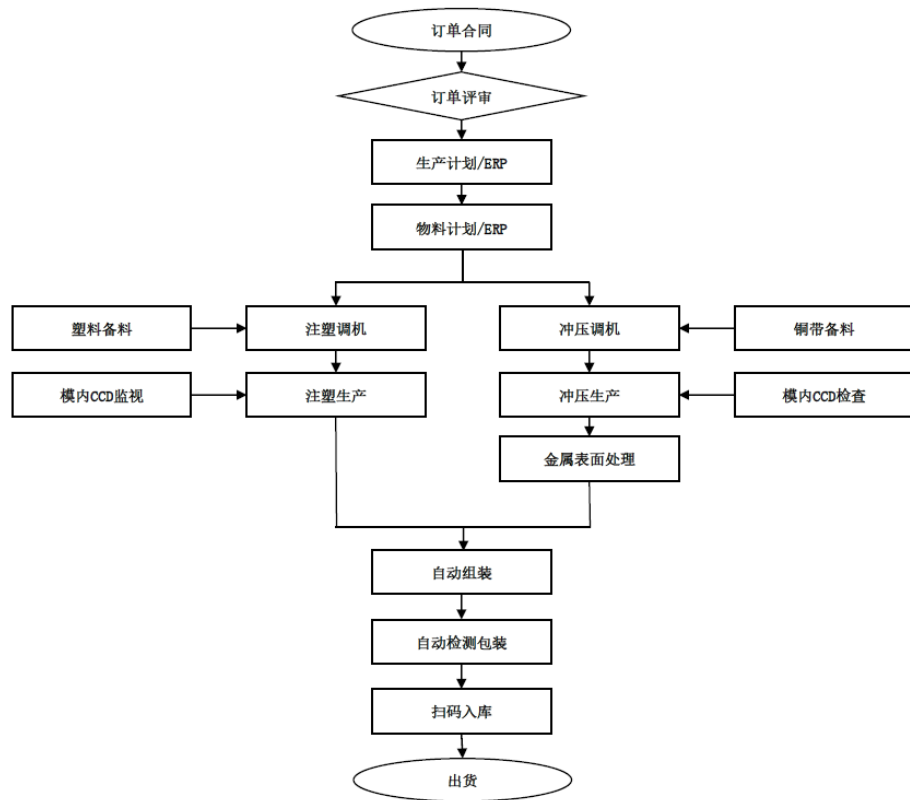 订单合同
订单评审
生产计划/ERP
物料计划/ERP
塑料备料
注塑调机
冲压调机
铜带备料
模内CCD监视
注塑生产
冲压生产
模内CCD检查
金属表面处理
自动组装
自动检测包装
扫码入库
出货